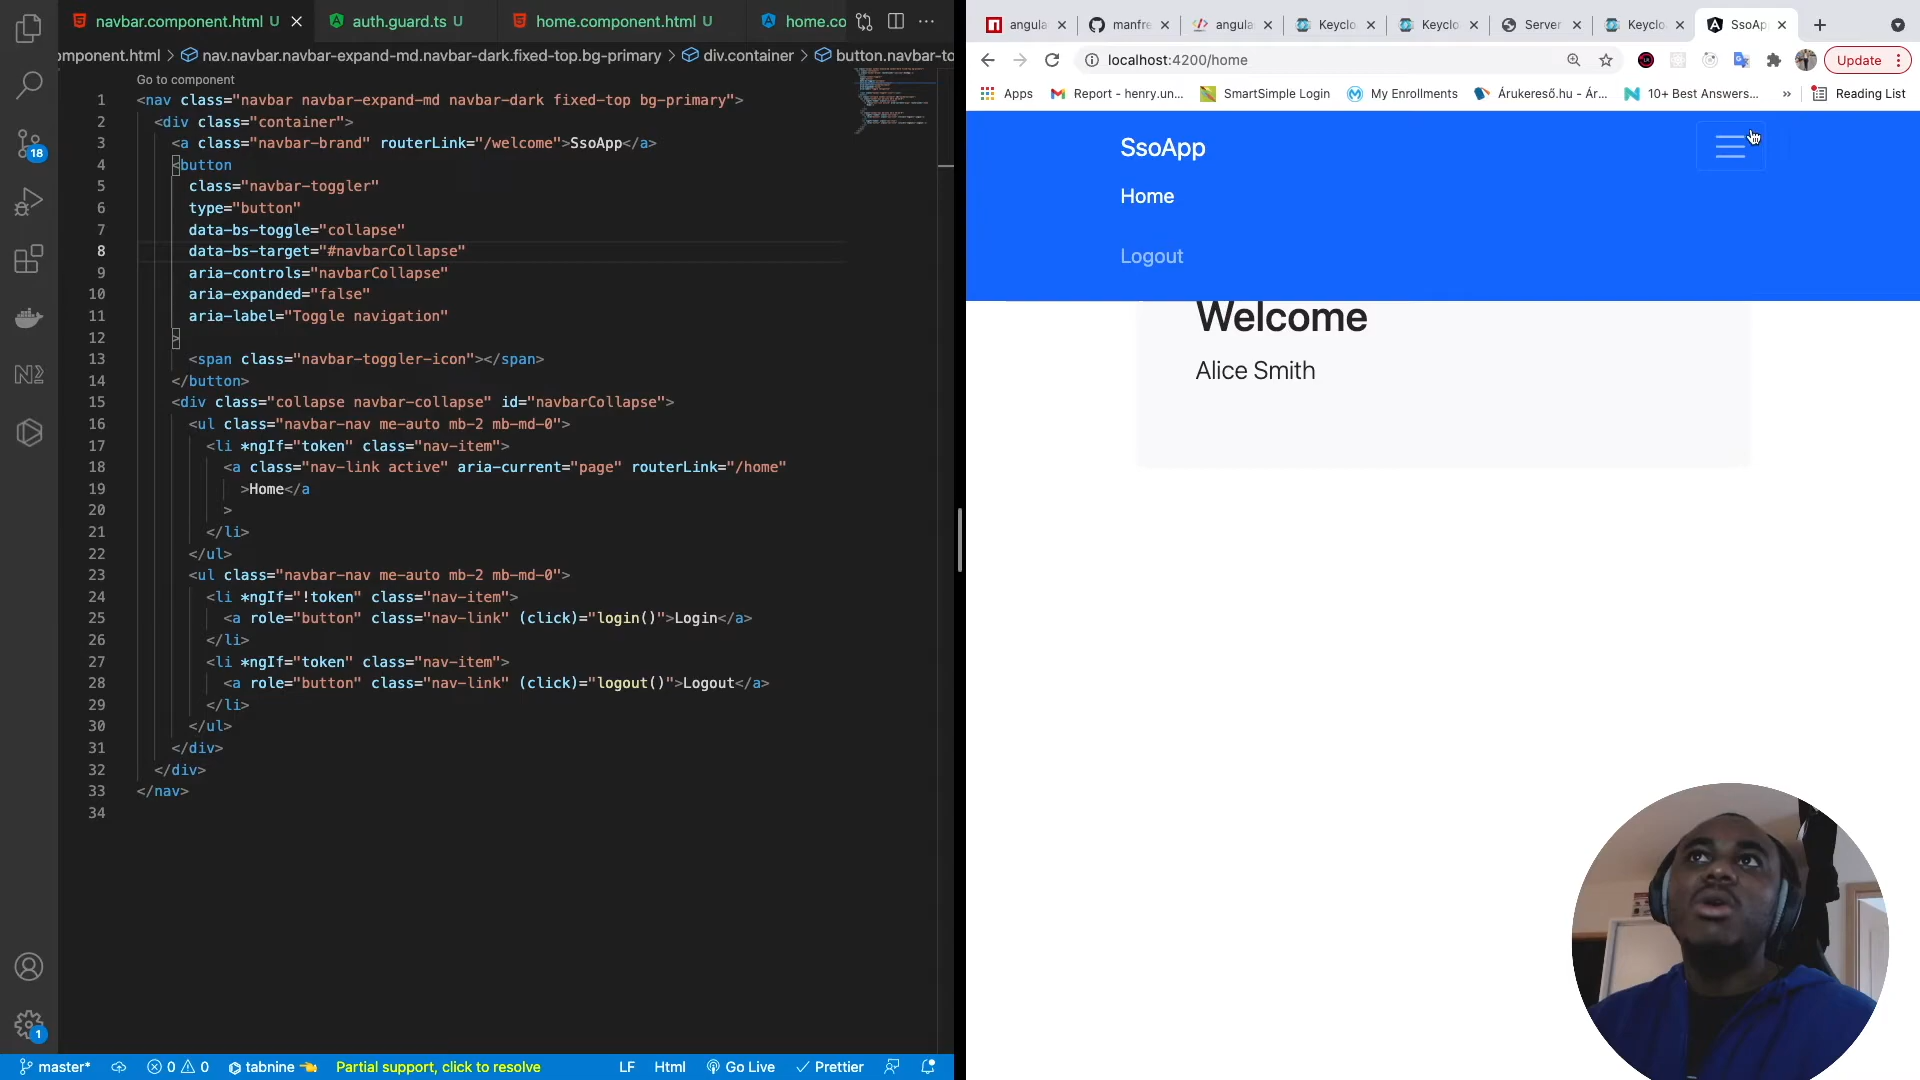 navbar.component.html U
auth.guard.ts U
home.component.html U
home.co
omponent.html > nav.navbar.navbar-expand-md.navbar-dark.fixed-top.bg-primary > div.container > button.navbar-to
Go to component
1 <nav class="navbar navbar-expand-md navbar-dark fixed-top bg-primary">
2 <div class="container">
3 <a class="navbar-brand" routerLink="/welcome">SsoApp</a>
4 <button
5 class="navbar-toggler"
6 type="button"
7 data-bs-toggle="collapse"
8 data-bs-target="#navbarCollapse"
9 aria-controls="navbarCollapse"
10 aria-expanded="false"
11 aria-label="Toggle navigation"
12 >
13 <span class="navbar-toggler-icon"></span>
14 </button>
15 <div class="collapse navbar-collapse" id="navbarCollapse">
16 <ul class="navbar-nav me-auto mb-2 mb-md-0">
17 <li *ngIf="token" class="nav-item">
18 <a class="nav-link active" aria-current="page" routerLink="/home"
19 >Home</a
20 >
21 </li>
22 </ul>
23 <ul class="navbar-nav me-auto mb-2 mb-md-0">
24 <li *ngIf="!token" class="nav-item">
25 <a role="button" class="nav-link" (click)="login()">Login</a>
26 </li>
27 <li *ngIf="token" class="nav-item">
28 <a role="button" class="nav-link" (click)="logout()">Logout</a>
29 </li>
30 </ul>
31 </div>
32 </div>
33 </nav>
34
18
1
master* 0 0 tabnine Partial support, click to resolve LF Html Go Live Prettier
angula manfre angula Keyclo Keyclo Server Keyclo SsoAp
localhost:4200/home
Update
Apps Report - henry.un... SmartSimple Login My Enrollments Árukereső.hu - Ár... 10+ Best Answers... » Reading List
SsoApp
Home
Logout
Welcome
Alice Smith